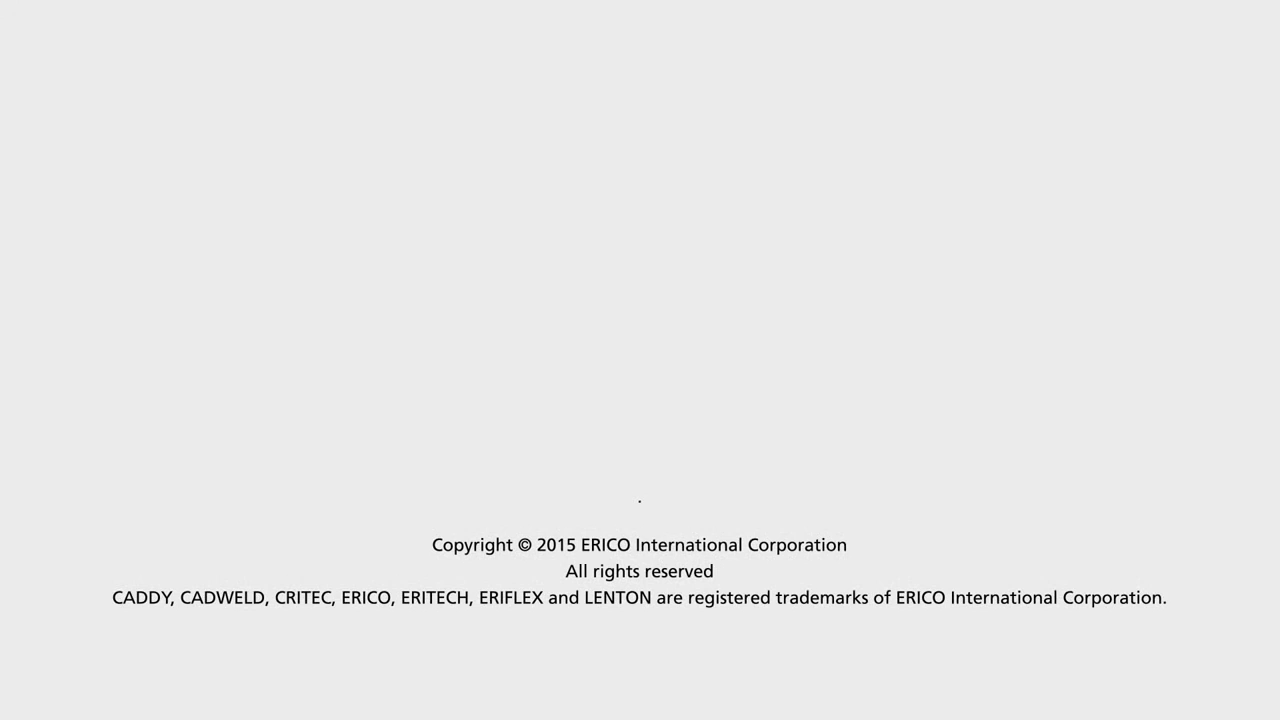 .
Copyright © 2015 ERICO International Corporation
All rights reserved
CADDY, CADWELD, CRITEC, ERICO, ERITECH, ERIFLEX and LENTON are registered trademarks of ERICO International Corporation.